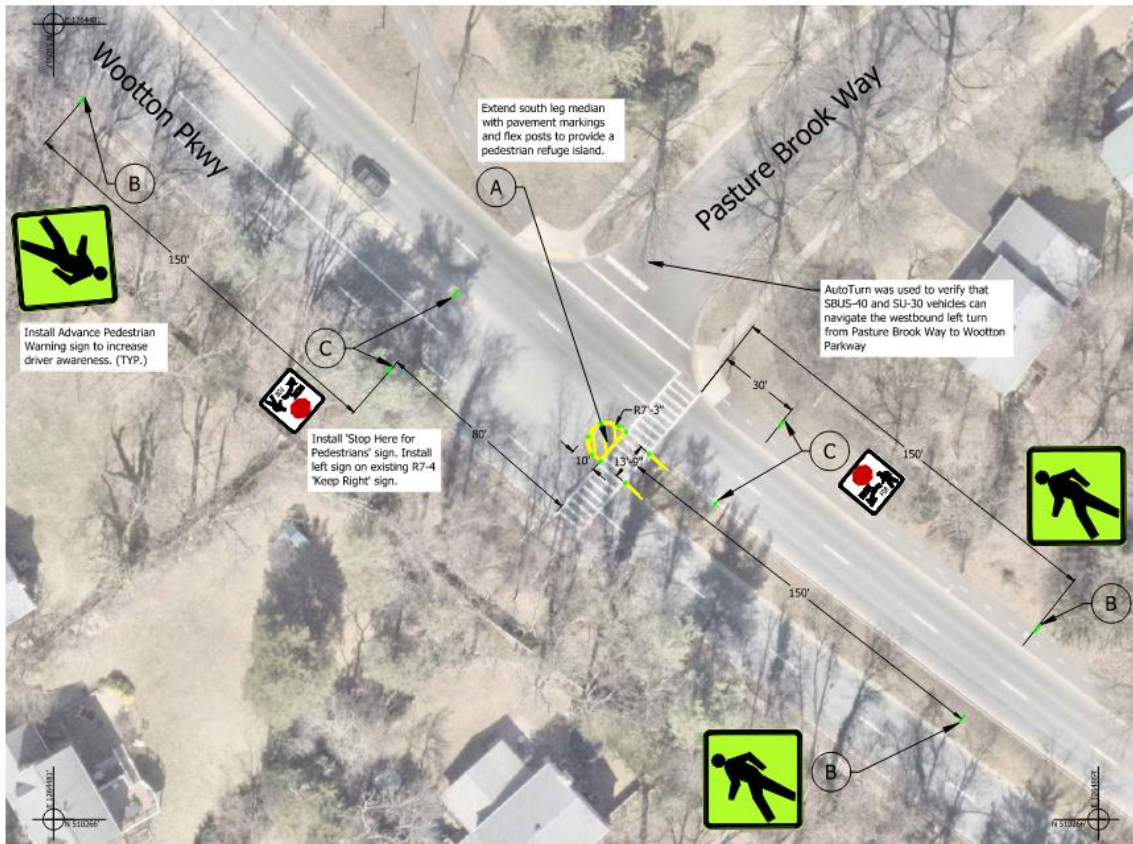 E 1264481'
Wootton Pkwy
Pasture Brook Way
Extend south leg median
with pavement markings
and flex posts to provide a
pedestrian refuge island.
A
B
150'
Install Advance Pedestrian
Warning sign to increase
driver awareness. (TYP.)
C
AutoTurn was used to verify that
SBUS-40 and SU-30 vehicles can
navigate the westbound left turn
from Pasture Brook Way to Wootton
Parkway
Install 'Stop Here for
Pedestrians' sign. Install
left sign on existing R7-4
'Keep Right' sign.
80'
R7'-3"
10'
13'-9"
30'
C
150'
150'
B
B
E 1264481'
N 510266'
N 510266'